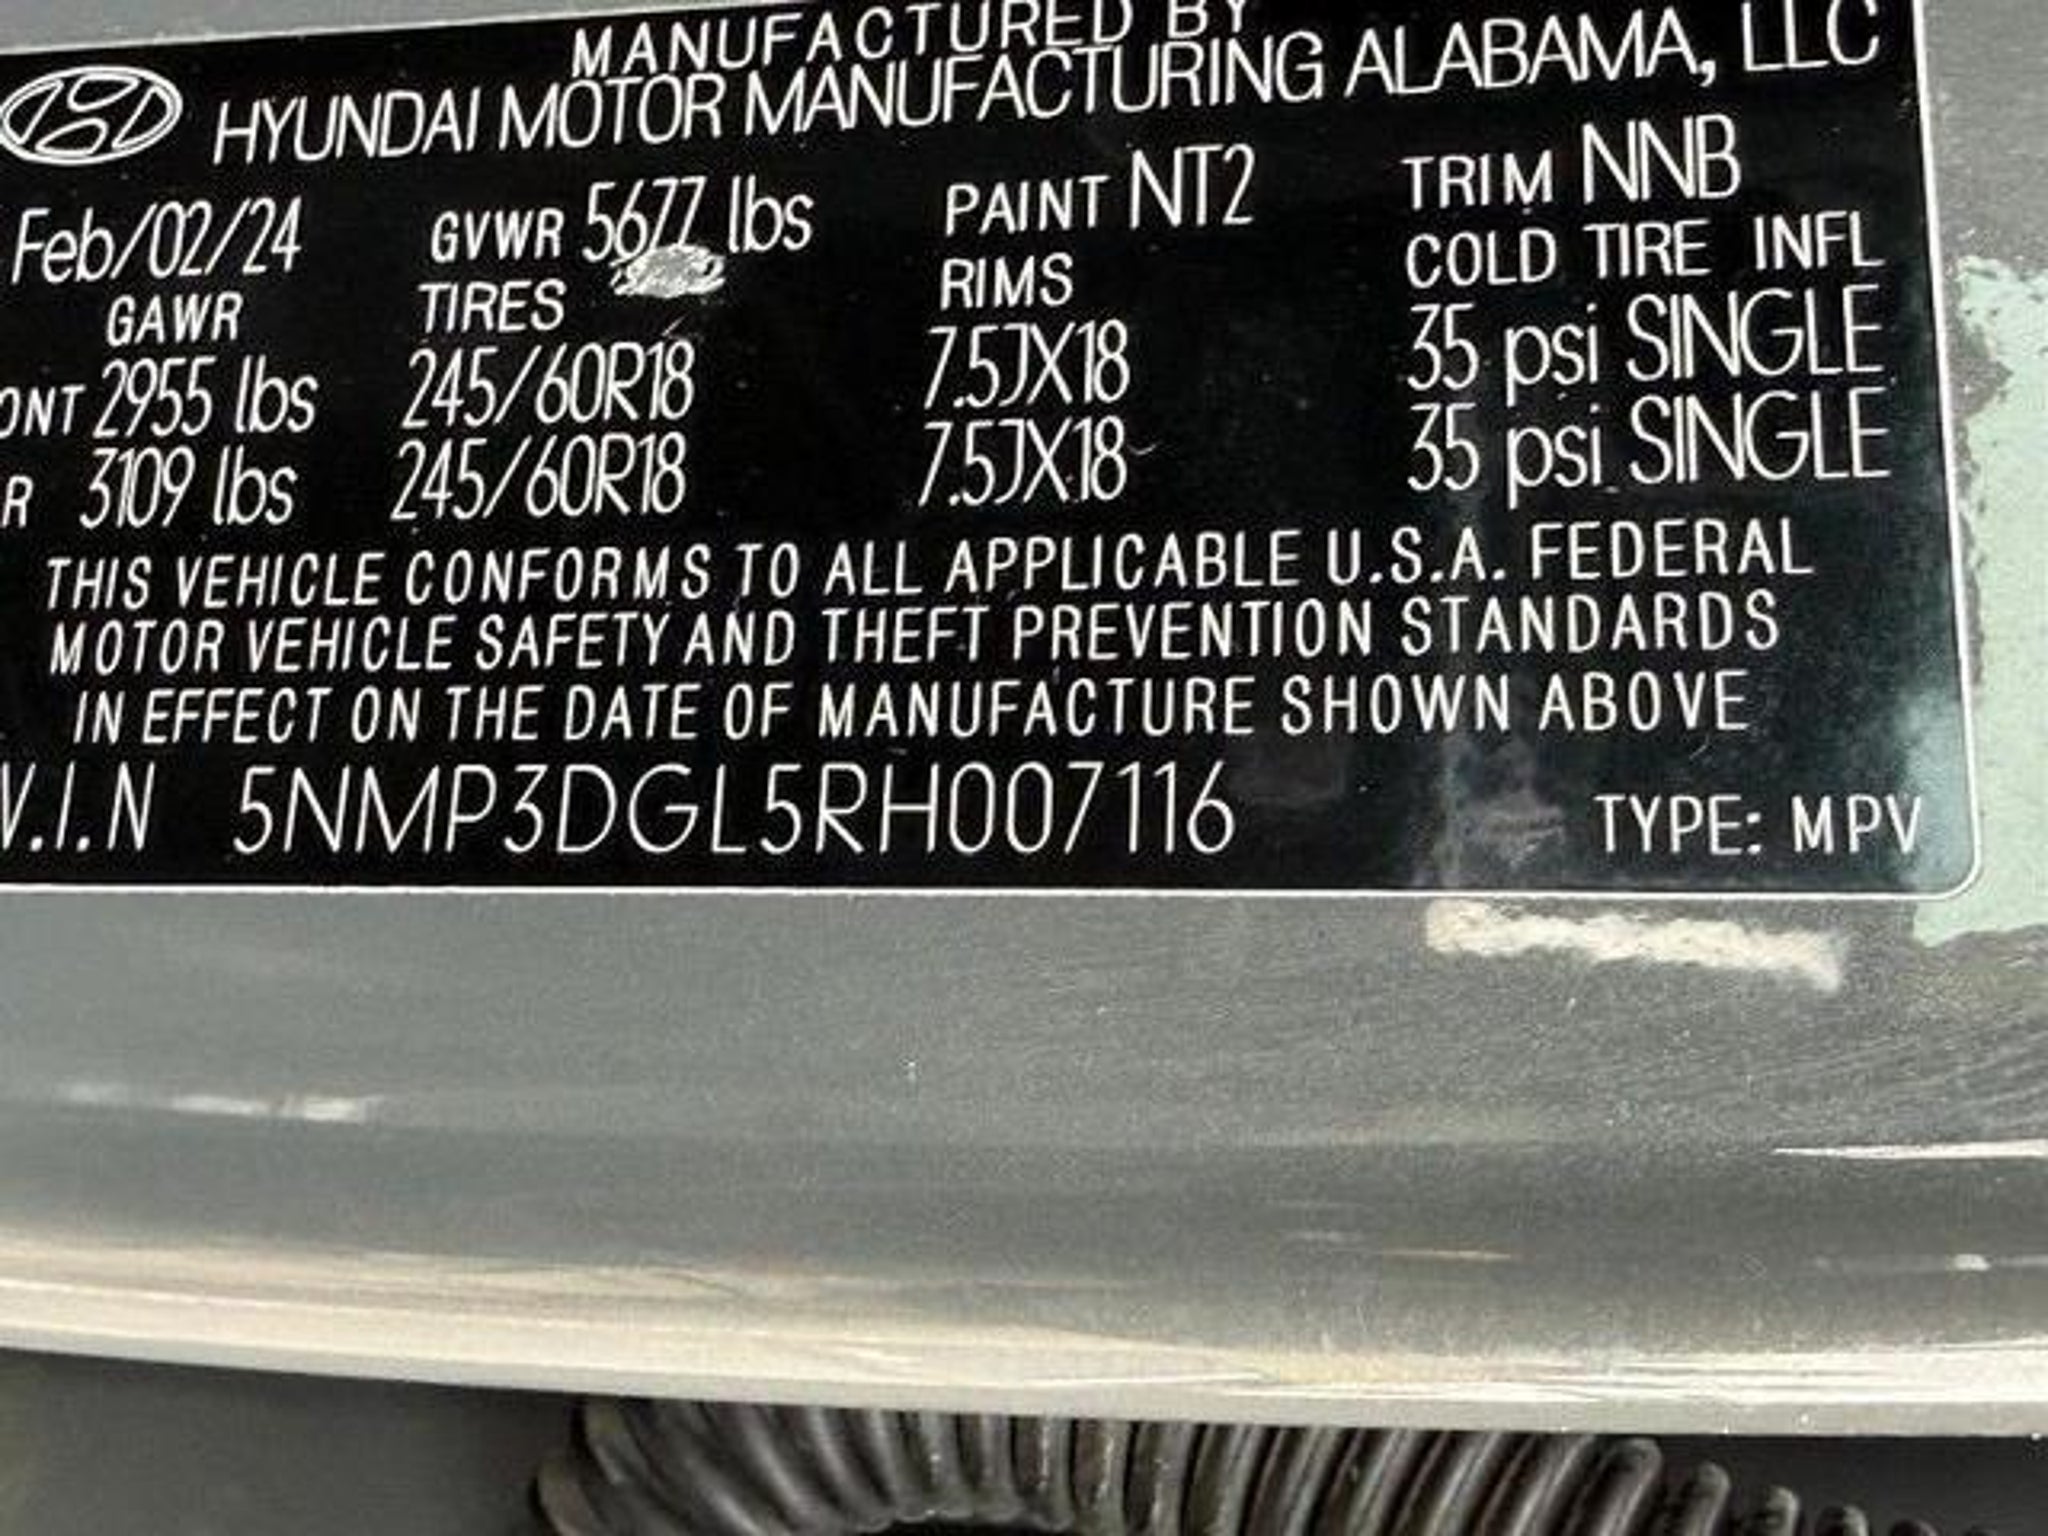 MANUFACTURED BY
HYUNDAI MOTOR MANUFACTURING ALABAMA, LLC
Feb/02/24 GVWR 5677 lbs PAINT NT2 TRIM NNB
GAWR TIRES RIMS COLD TIRE INFL
ONT 2955 lbs 245/60R18 7.5JX18 35 psi SINGLE
R 3109 lbs 245/60R18 7.5JX18 35 psi SINGLE
THIS VEHICLE CONFORMS TO ALL APPLICABLE U.S.A. FEDERAL
MOTOR VEHICLE SAFETY AND THEFT PREVENTION STANDARDS
IN EFFECT ON THE DATE OF MANUFACTURE SHOWN ABOVE
V.I.N 5NMP3DGL5RH007116 TYPE: MPV